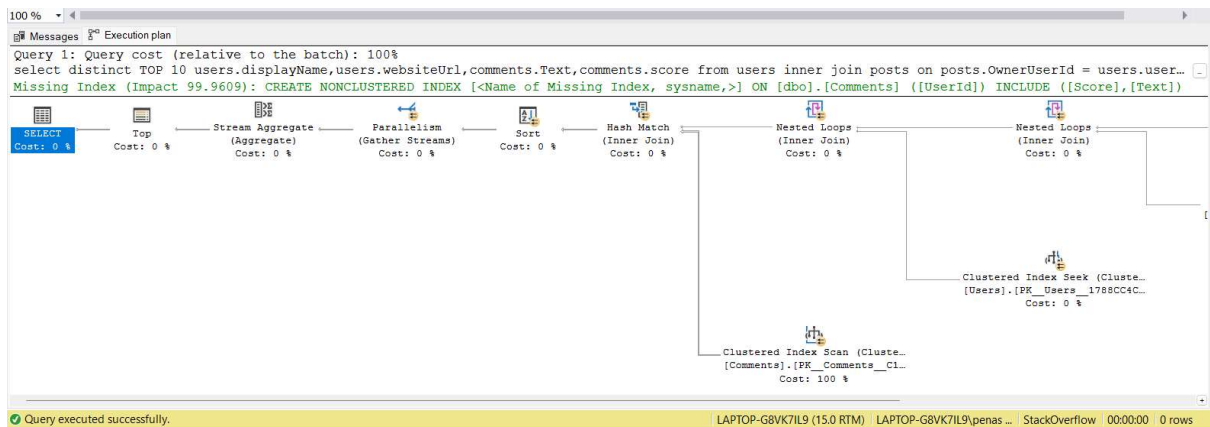 100 %
Messages Execution plan
Query 1: Query cost (relative to the batch): 100%
select distinct TOP 10 users.displayName,users.websiteUrl,comments.Text,comments.score from users inner join posts on posts.OwnerUserId = users.user…
Missing Index (Impact 99.9609): CREATE NONCLUSTERED INDEX [<Name of Missing Index, sysname,>] ON [dbo].[Comments] ([UserId]) INCLUDE ([Score],[Text])
SELECT
Cost: 0 %
Top
Cost: 0 %
Stream Aggregate
(Aggregate)
Cost: 0 %
Parallelism
(Gather Streams)
Cost: 0 %
Sort
Cost: 0 %
Hash Match
(Inner Join)
Cost: 0 %
Nested Loops
(Inner Join)
Cost: 0 %
Nested Loops
(Inner Join)
Cost: 0 %
[
Clustered Index Seek (Cluste…
[Users].[PK__Users__1788CC4C…
Cost: 0 %
Clustered Index Scan (Cluste…
[Comments].[PK__Comments__C1…
Cost: 100 %
Query executed successfully.
LAPTOP-G8VK7IL9 (15.0 RTM) LAPTOP-G8VK7IL9\penas ... StackOverflow 00:00:00 0 rows